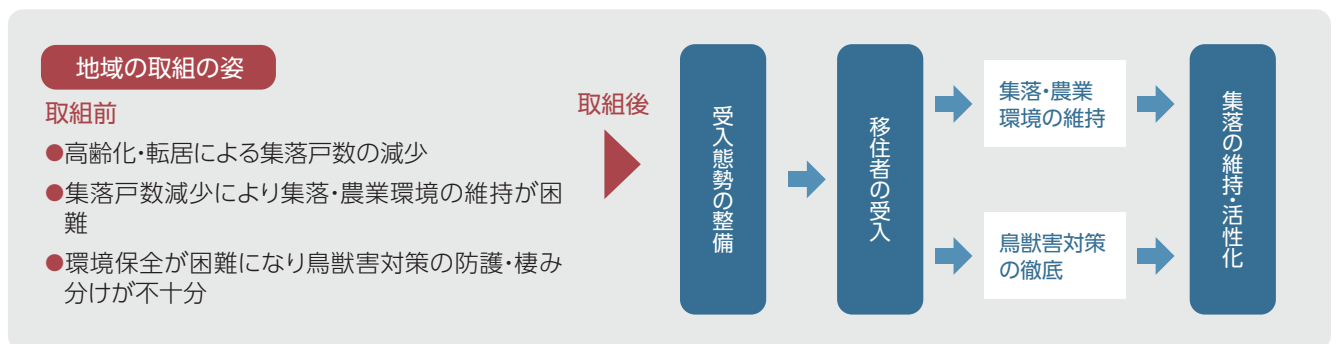 地域の取組の姿
取組前
●高齢化・転居による集落戸数の減少
●集落戸数減少により集落・農業環境の維持が困
難
●環境保全が困難になり鳥獣害対策の防護・棲み
分けが不十分
取組後
受入態勢の整備
移住者の受入
集落・農業
環境の維持
鳥獣害対策
の徹底
集落の維持・活性化